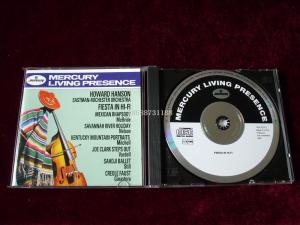 MERCURY
LIVING PRESENCE
HOWARD HANSON
EASTMAN-ROCHESTER ORCHESTRA
FIESTA IN HI-FI
MEXICAN RHAPSODY
McBride
SAVANNAH RIVER HOLIDAY
Nelson
KENTUCKY MOUNTAIN PORTRAITS
Mitchell
JOE CLARK STEPS OUT
Vardell
SAHDJI BALLET
Still
CREOLE FAUST
MERCURY LIVING PRESENCE
FIESTA IN HI-FI